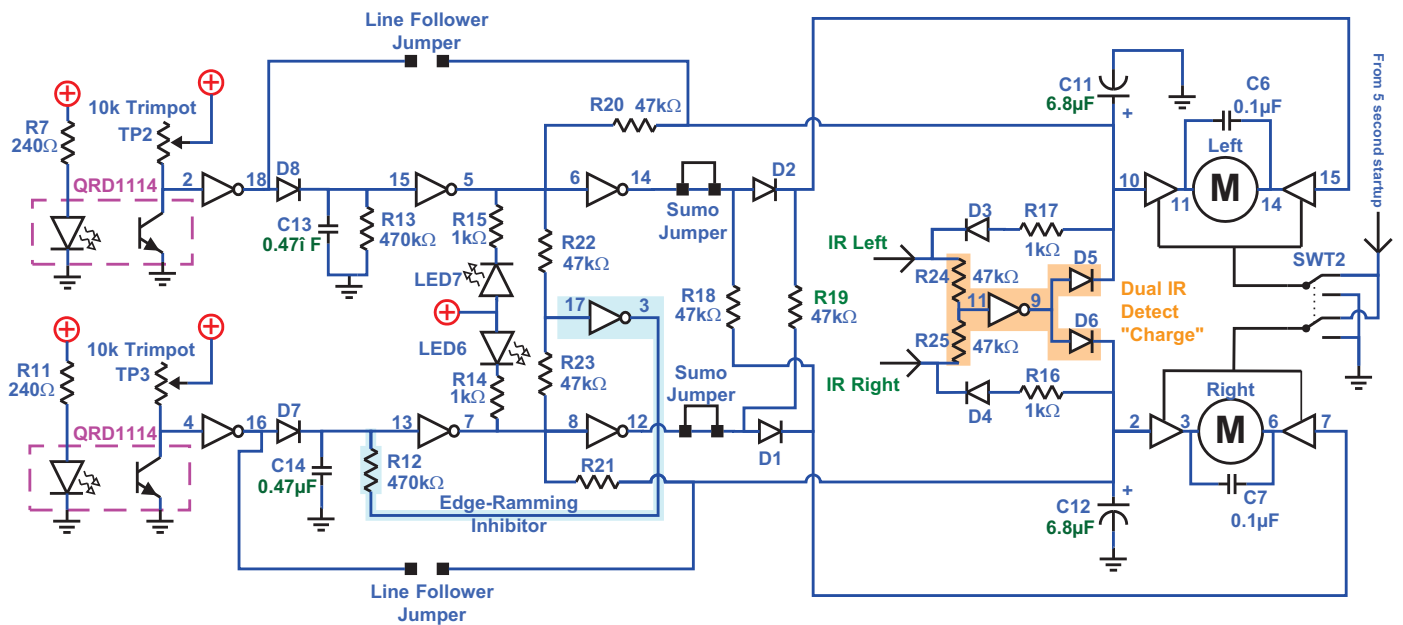 Line Follower
Jumper
10k Trimpot
TP2
R7
240Ω
QRD1114
2
18
D8
C13
0.47î F
R13
470kΩ
15
5
R15
1kΩ
LED7
R20 47kΩ
R22
47kΩ
6
14
Sumo
Jumper
D2
R18
47kΩ
R19
47kΩ
C11
6.8µF
+
C6
0.1µF
Left
M
10
11
14
15
From 5 second startup
SWT2
D3
R17
1kΩ
IR Left
R24
47kΩ
11
9
D5
D6
Dual IR
Detect
"Charge"
R25
47kΩ
IR Right
D4
R16
1kΩ
10k Trimpot
TP3
R11
240Ω
QRD1114
4
16
D7
C14
0.47µF
R12
470kΩ
13
7
LED6
R14
1kΩ
17
3
R23
47kΩ
8
12
R21
Sumo
Jumper
D1
Edge-Ramming
Inhibitor
C12
6.8µF
+
Right
M
2
3
6
7
C7
0.1µF
Line Follower
Jumper